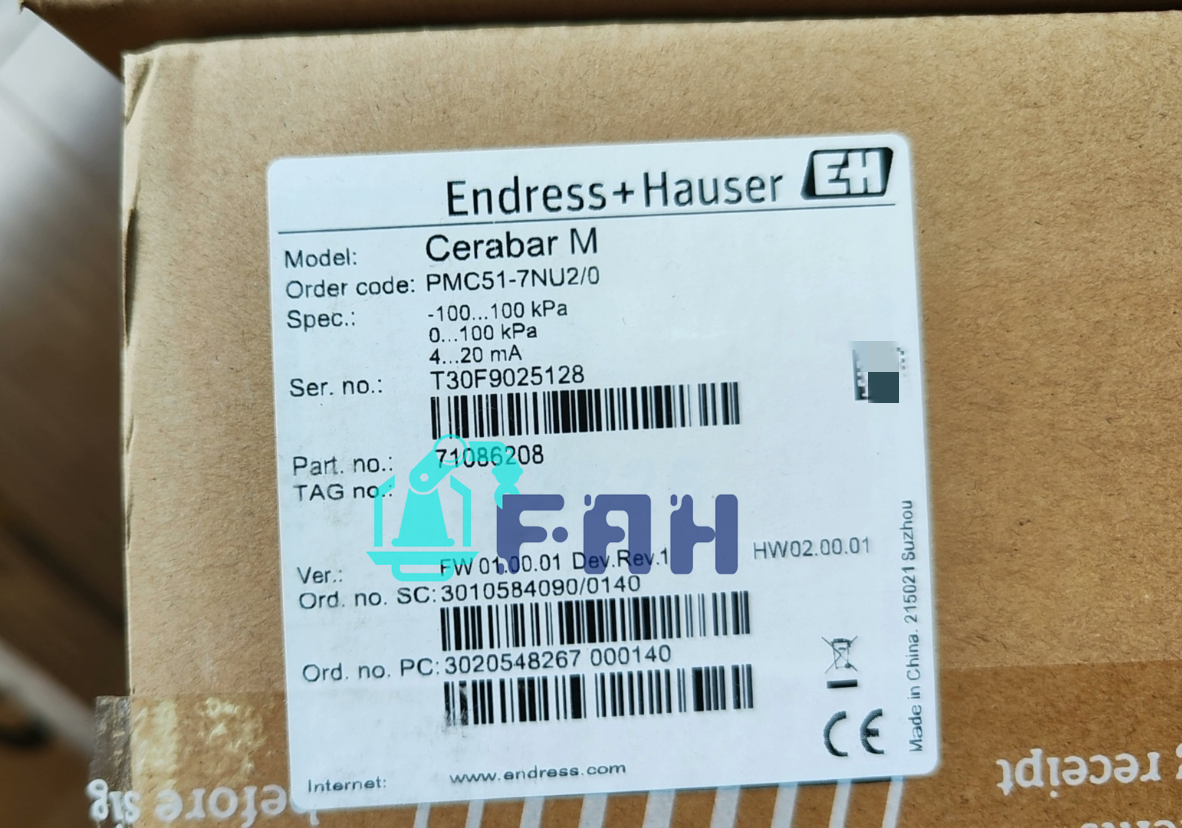 Endress+Hauser EH
Model: Cerabar M
Order code: PMC51-7NU2/0
Spec.: -100...100 kPa
0...100 kPa
4...20 mA
Ser. no.: T30F9025128
Part. no.: 71086208
TAG no.:
FAH
Ver.: FW 01.00.01 Dev.Rev.1 HW02.00.01
Ord. no. SC: 3010584090/0140
Ord. no. PC: 3020548267 000140
Made in China. 215021 Suzhou
CE
Internet: www.endress.com
before sig
receipt